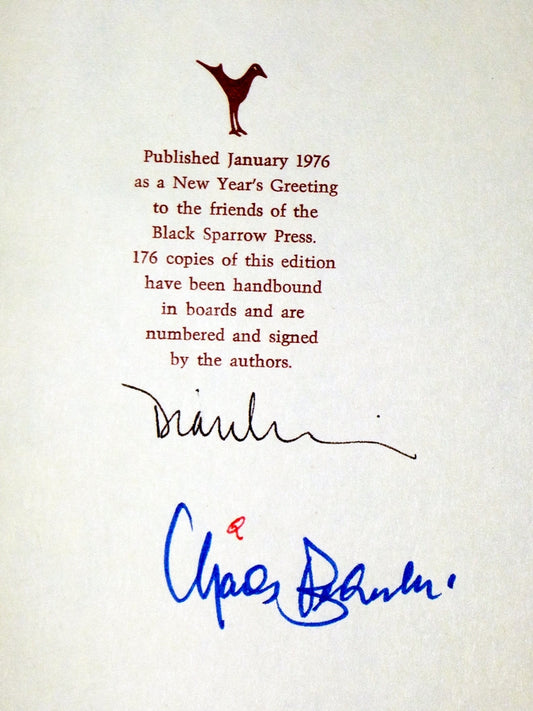 Published January 1976
as a New Year's Greeting
to the friends of the
Black Sparrow Press.
176 copies of this edition
have been handbound
in boards and are
numbered and signed
by the authors.